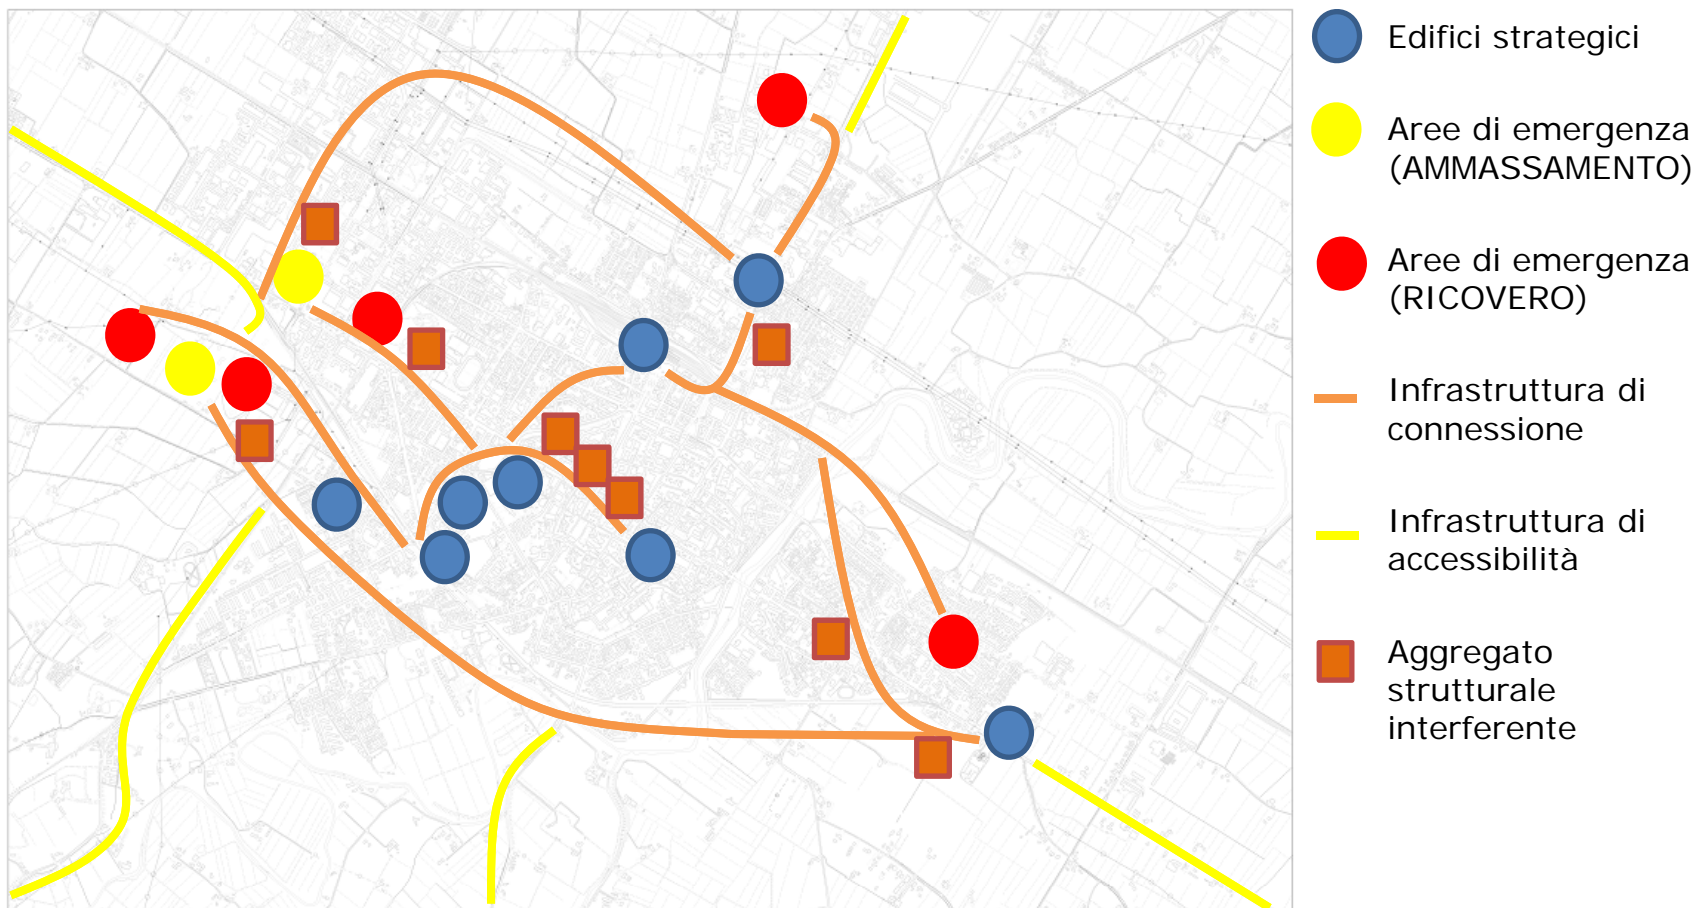 Edifici strategici
Aree di emergenza
(AMMASSAMENTO)
Aree di emergenza
(RICOVERO)
Infrastruttura di
connessione
Infrastruttura di
accessibilità
Aggregato
strutturale
interferente